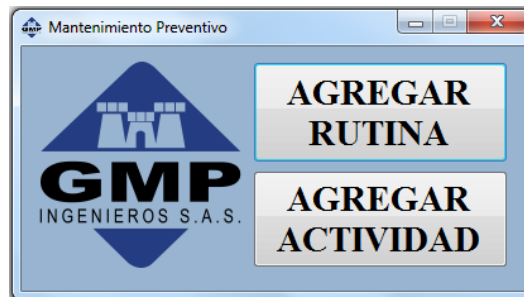 Mantenimiento Preventivo
AGREGAR
RUTINA
GMP
INGENIEROS S.A.S.
AGREGAR
ACTIVIDAD